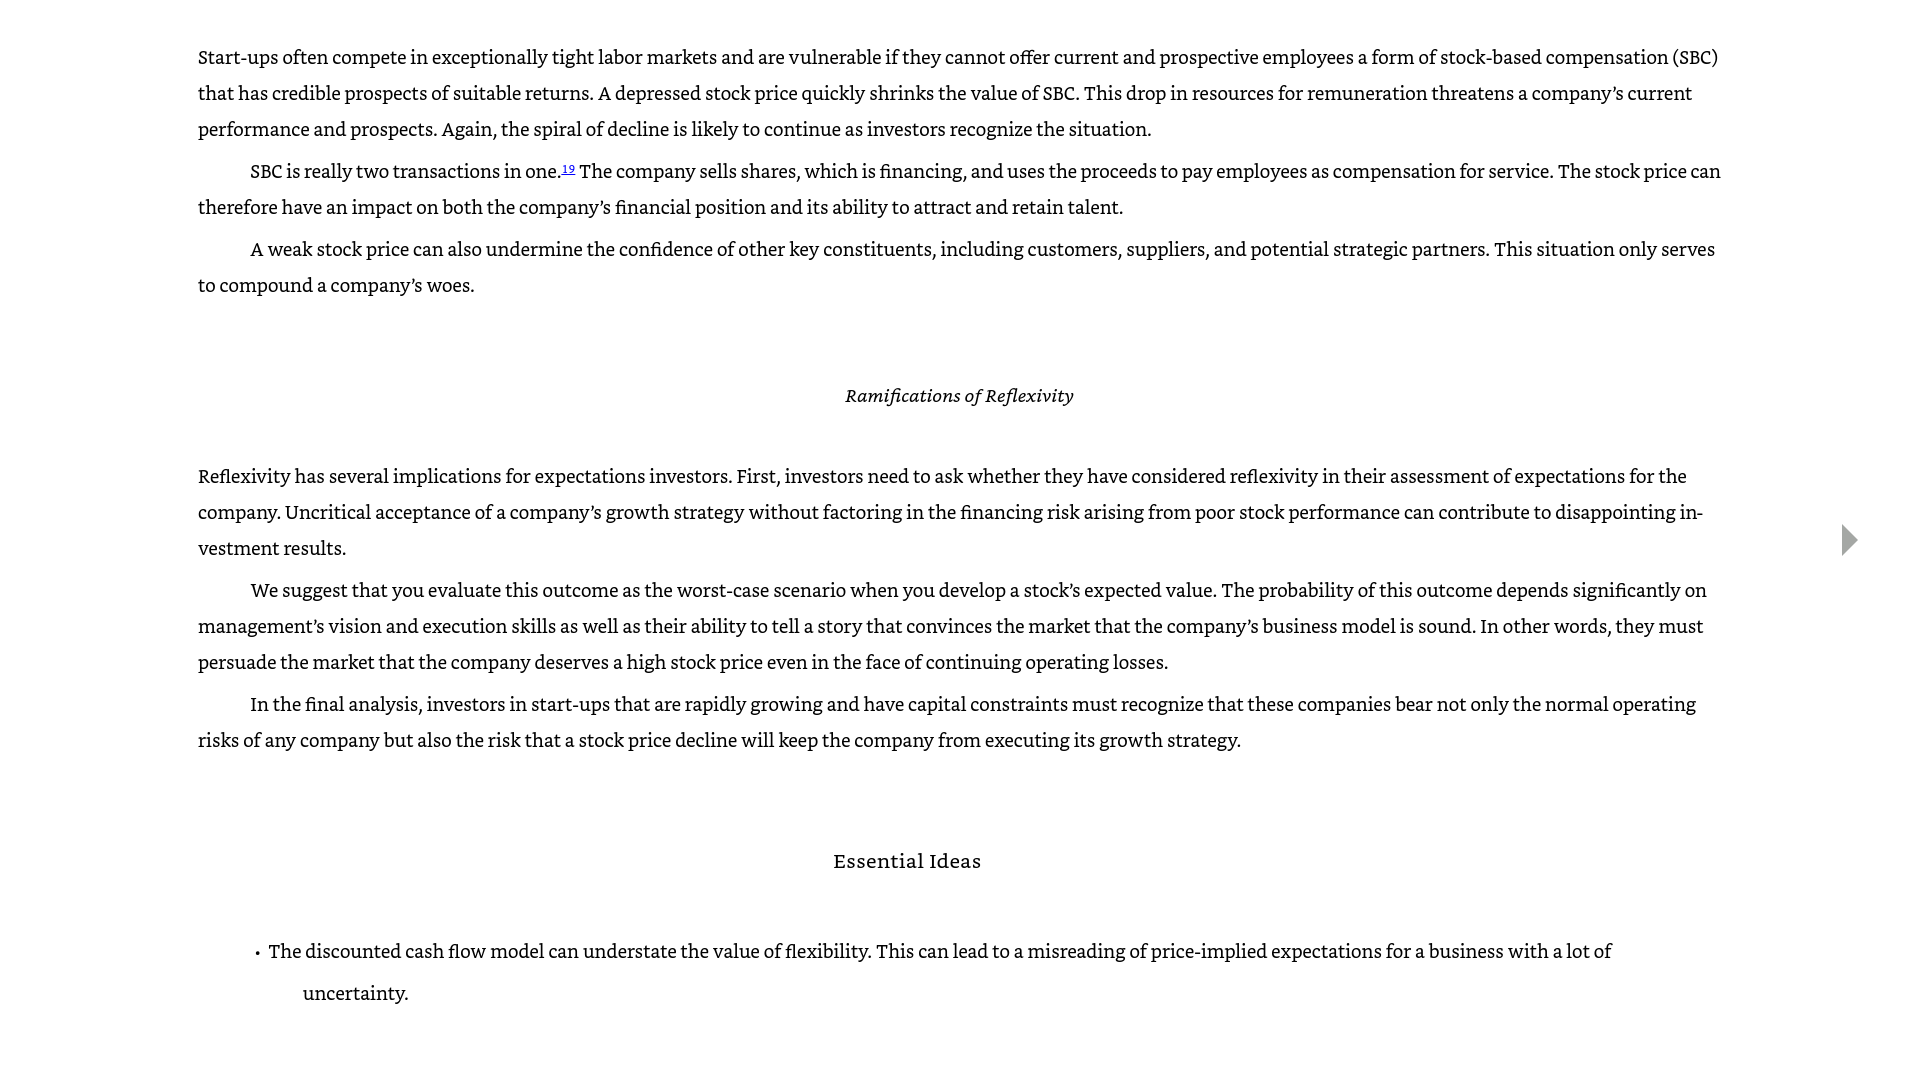 Start-ups often compete in exceptionally tight labor markets and are vulnerable if they cannot offer current and prospective employees a form of stock-based compensation (SBC)
that has credible prospects of suitable returns. A depressed stock price quickly shrinks the value of SBC. This drop in resources for remuneration threatens a company’s current
performance and prospects. Again, the spiral of decline is likely to continue as investors recognize the situation.
SBC is really two transactions in one.19 The company sells shares, which is financing, and uses the proceeds to pay employees as compensation for service. The stock price can
therefore have an impact on both the company’s financial position and its ability to attract and retain talent.
A weak stock price can also undermine the confidence of other key constituents, including customers, suppliers, and potential strategic partners. This situation only serves
to compound a company’s woes.
Ramifications of Reflexivity
Reflexivity has several implications for expectations investors. First, investors need to ask whether they have considered reflexivity in their assessment of expectations for the
company. Uncritical acceptance of a company’s growth strategy without factoring in the financing risk arising from poor stock performance can contribute to disappointing in-
vestment results.
We suggest that you evaluate this outcome as the worst-case scenario when you develop a stock’s expected value. The probability of this outcome depends significantly on
management’s vision and execution skills as well as their ability to tell a story that convinces the market that the company’s business model is sound. In other words, they must
persuade the market that the company deserves a high stock price even in the face of continuing operating losses.
In the final analysis, investors in start-ups that are rapidly growing and have capital constraints must recognize that these companies bear not only the normal operating
risks of any company but also the risk that a stock price decline will keep the company from executing its growth strategy.
Essential Ideas
• The discounted cash flow model can understate the value of flexibility. This can lead to a misreading of price-implied expectations for a business with a lot of
uncertainty.